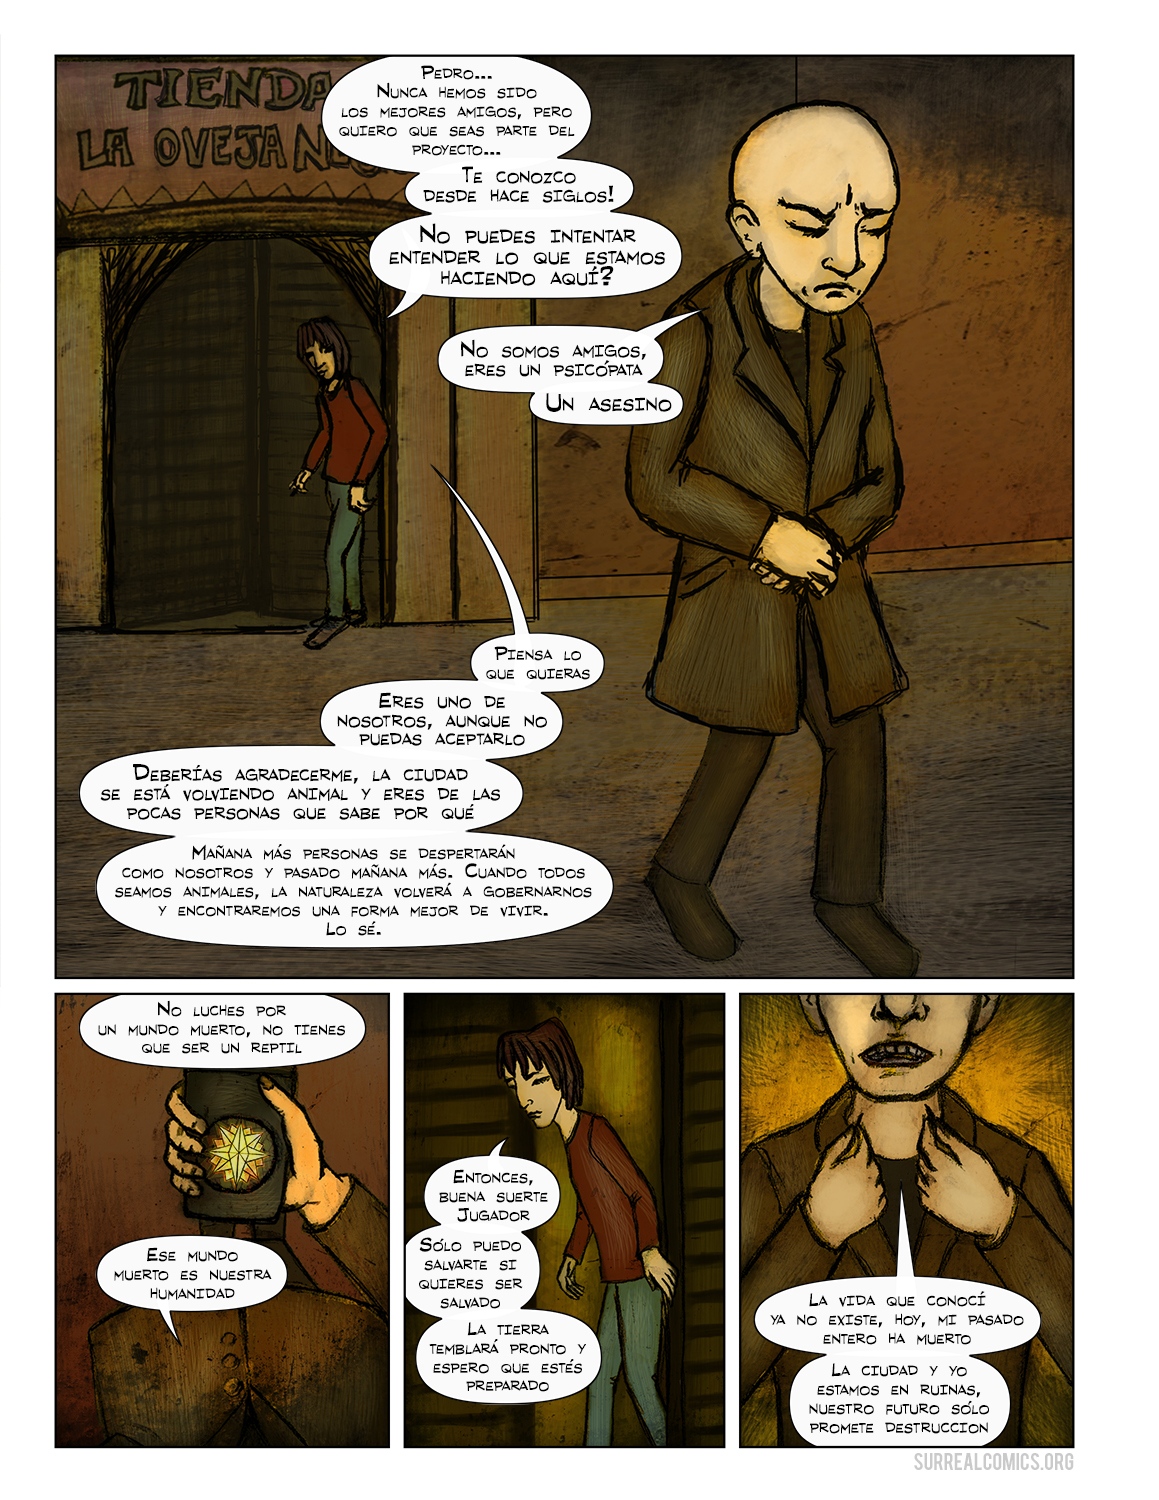 TIENDA
LA OVEJA
PEDRO...
NUNCA HEMOS SIDO
LOS MEJORES AMIGOS, PERO
QUIERO QUE SEAS PARTE DEL
PROYECTO...
TE CONOZCO
DESDE HACE SIGLOS!
NO PUEDES INTENTAR
ENTENDER LO QUE ESTAMOS
HACIENDO AQUÍ?
NO SOMOS AMIGOS,
ERES UN PSICÓPATA
UN ASESINO
PIENSA LO
QUE QUIERAS
ERES UNO DE
NOSOTROS, AUNQUE NO
PUEDAS ACEPTARLO
DEBERÍAS AGRADECERME, LA CIUDAD
SE ESTÁ VOLVIENDO ANIMAL Y ERES DE LAS
POCAS PERSONAS QUE SABE POR QUÉ
MAÑANA MÁS PERSONAS SE DESPERTARÁN
COMO NOSOTROS Y PASADO MAÑANA MÁS. CUANDO TODOS
SEAMOS ANIMALES, LA NATURALEZA VOLVERÁ A GOBERNARNOS
Y ENCONTRAREMOS UNA FORMA MEJOR DE VIVIR.
LO SÉ.
NO LUCHES POR
UN MUNDO MUERTO, NO TIENES
QUE SER UN REPTIL
ESE MUNDO
MUERTO ES NUESTRA
HUMANIDAD
ENTONCES,
BUENA SUERTE
JUGADOR
SÓLO PUEDO
SALVARTE SI
QUIERES SER
SALVADO
LA TIERRA
TEMBLARÁ PRONTO Y
ESPERO QUE ESTÉS
PREPARADO
LA VIDA QUE CONOCÍ
YA NO EXISTE, HOY, MI PASADO
ENTERO HA MUERTO
LA CIUDAD Y YO
ESTAMOS EN RUINAS,
NUESTRO FUTURO SÓLO
PROMETE DESTRUCCION
SURREALCOMICS.ORG